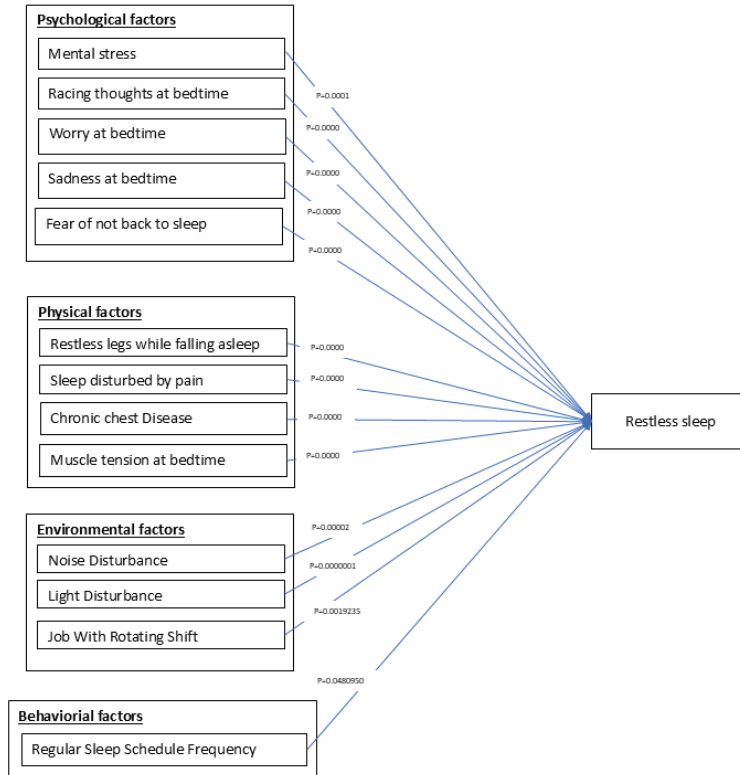 Psychological factors
Mental stress
P=0.0001
Racing thoughts at bedtime
P=0.0000
Worry at bedtime
P=0.0000
Sadness at bedtime
P=0.0000
Fear of not back to sleep
P=0.0000
Physical factors
Restless legs while falling asleep
P=0.0000
Sleep disturbed by pain
P=0.0000
Chronic chest Disease
P=0.0000
Muscle tension at bedtime
P=0.0000
Restless sleep
Environmental factors
Noise Disturbance
P=0.00002
Light Disturbance
P=0.0000001
Job With Rotating Shift
P=0.0019235
Behaviorial factors
Regular Sleep Schedule Frequency
P=0.0480950